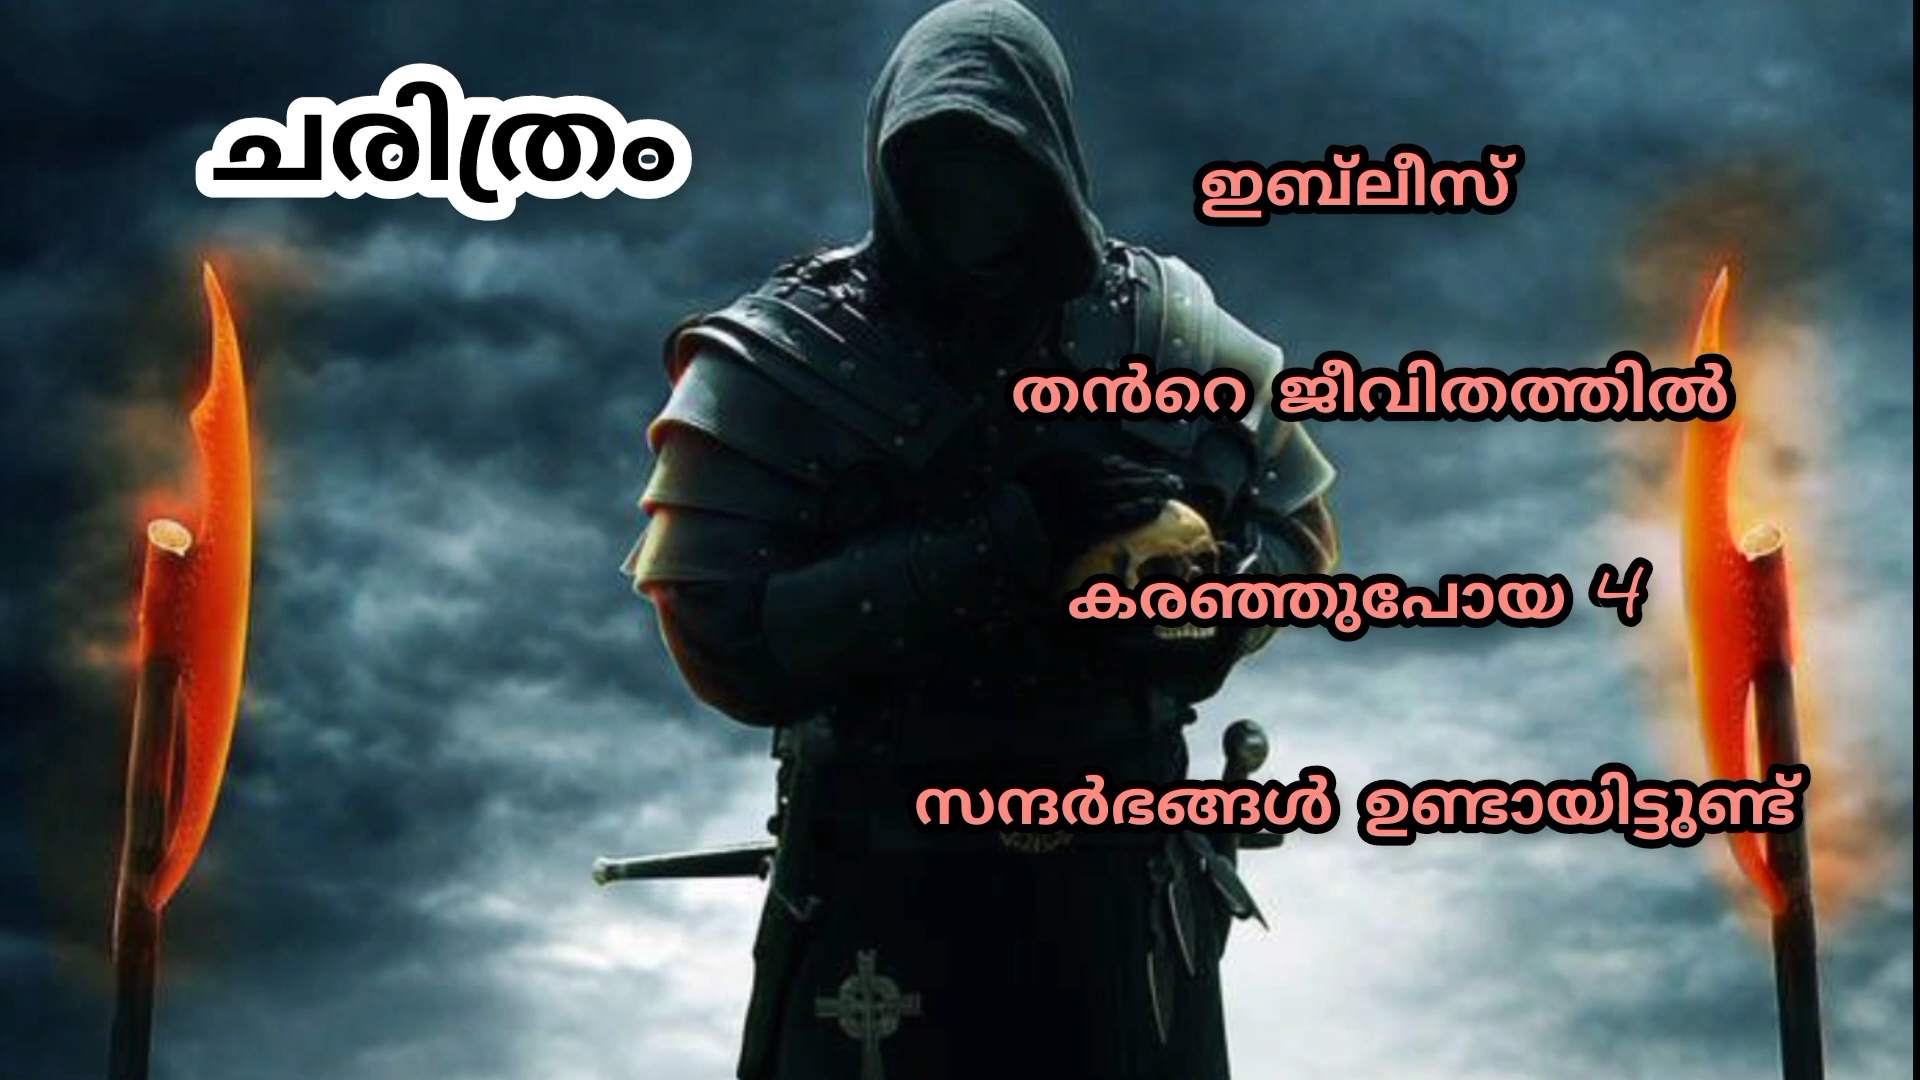 ചരിത്രം
ഇബ്‌ലീസ്
തൻറെ ജീവിതത്തിൽ
കരഞ്ഞുപോയ 4
സന്ദർഭങ്ങൾ ഉണ്ടായിട്ടുണ്ട്